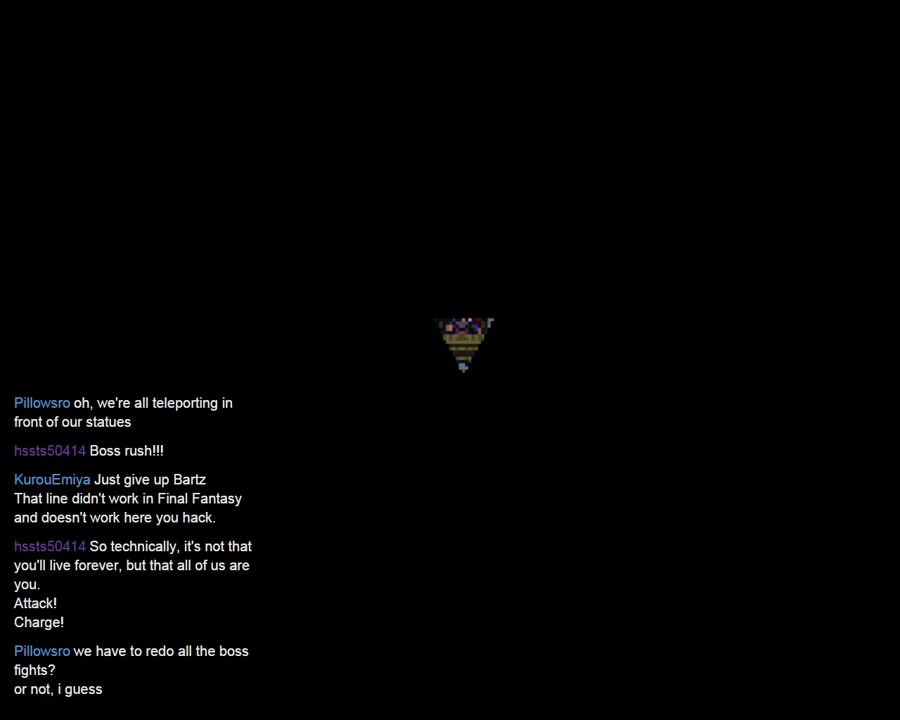 Pillowsro oh, we're all teleporting in
front of our statues
hssts50414 Boss rush!!!
KurouEmiya Just give up Bartz
That line didn't work in Final Fantasy
and doesn't work here you hack.
hssts50414 So technically, it's not that
you'll live forever, but that all of us are
you.
Attack!
Charge!
Pillowsro we have to redo all the boss
fights?
or not, i guess